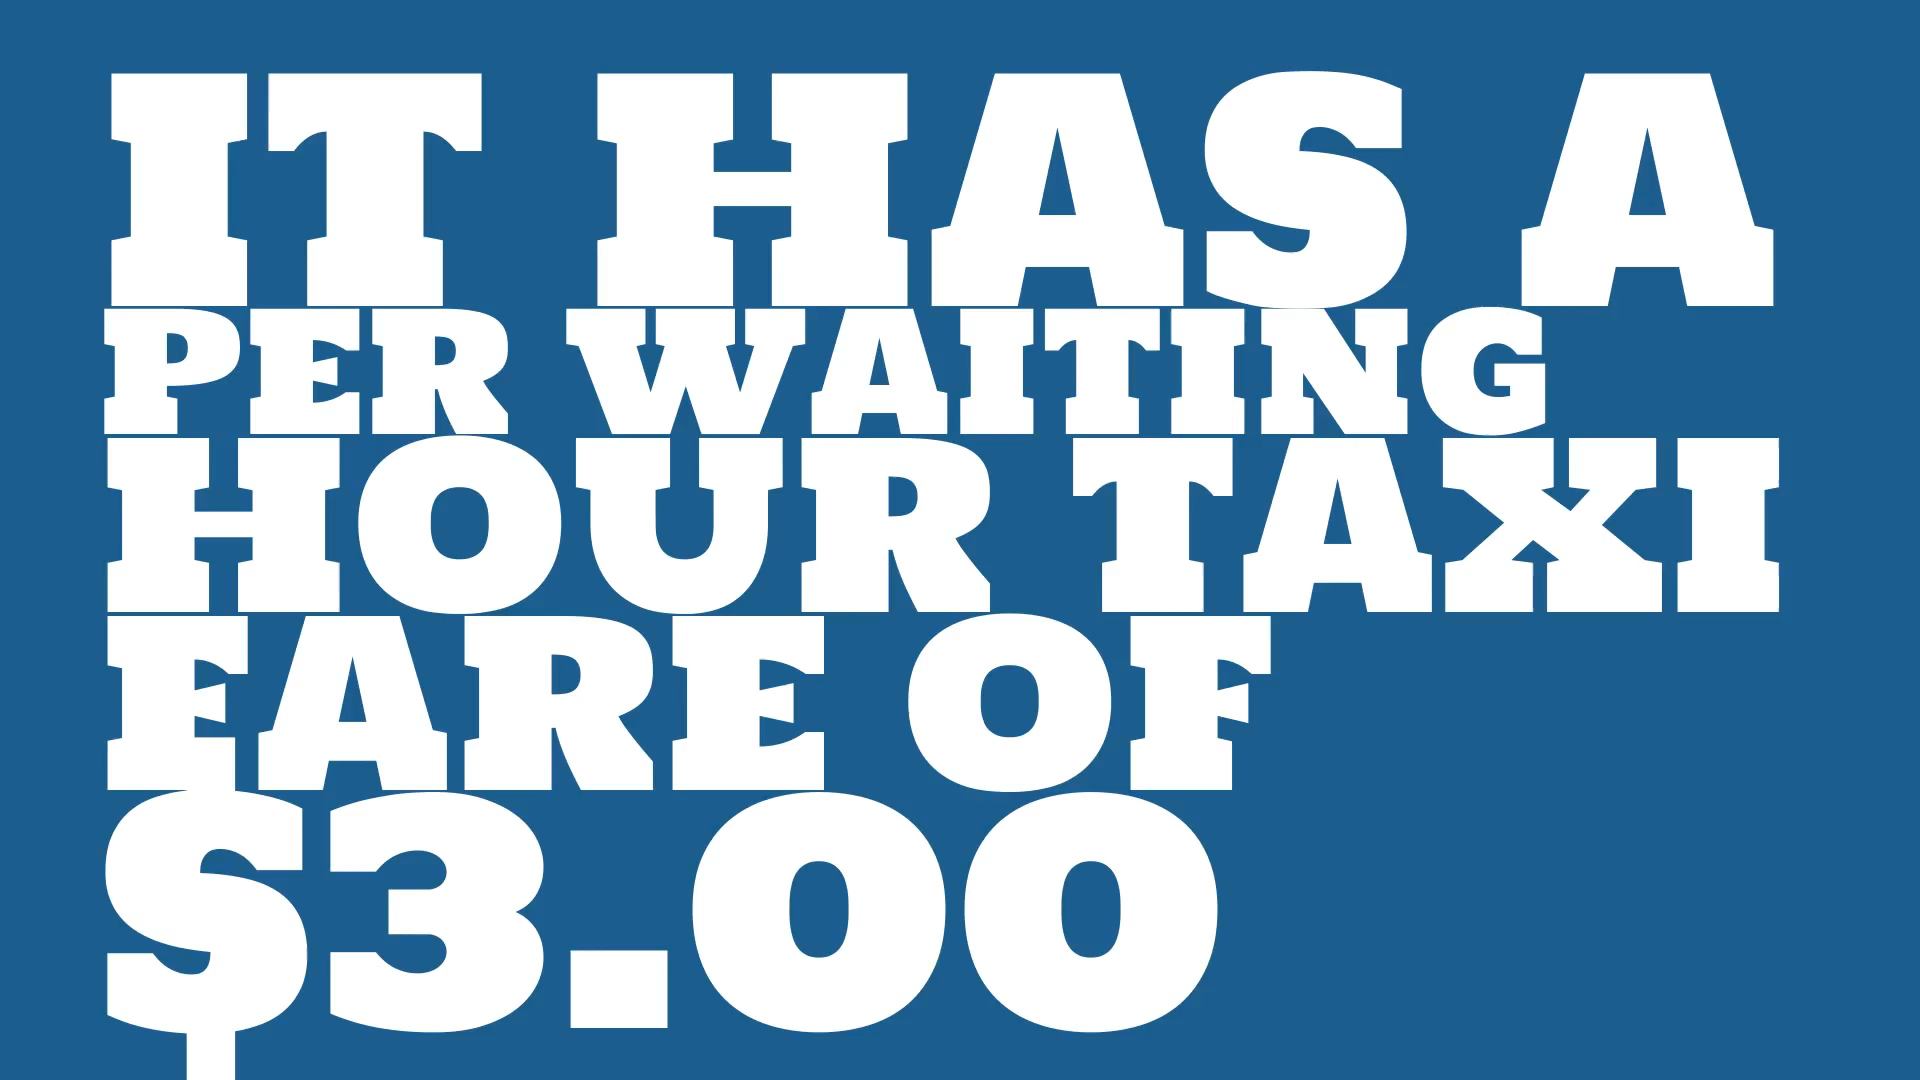 IT HAS A
PER WAITING
HOUR TAXI
FARE OF
$3.00